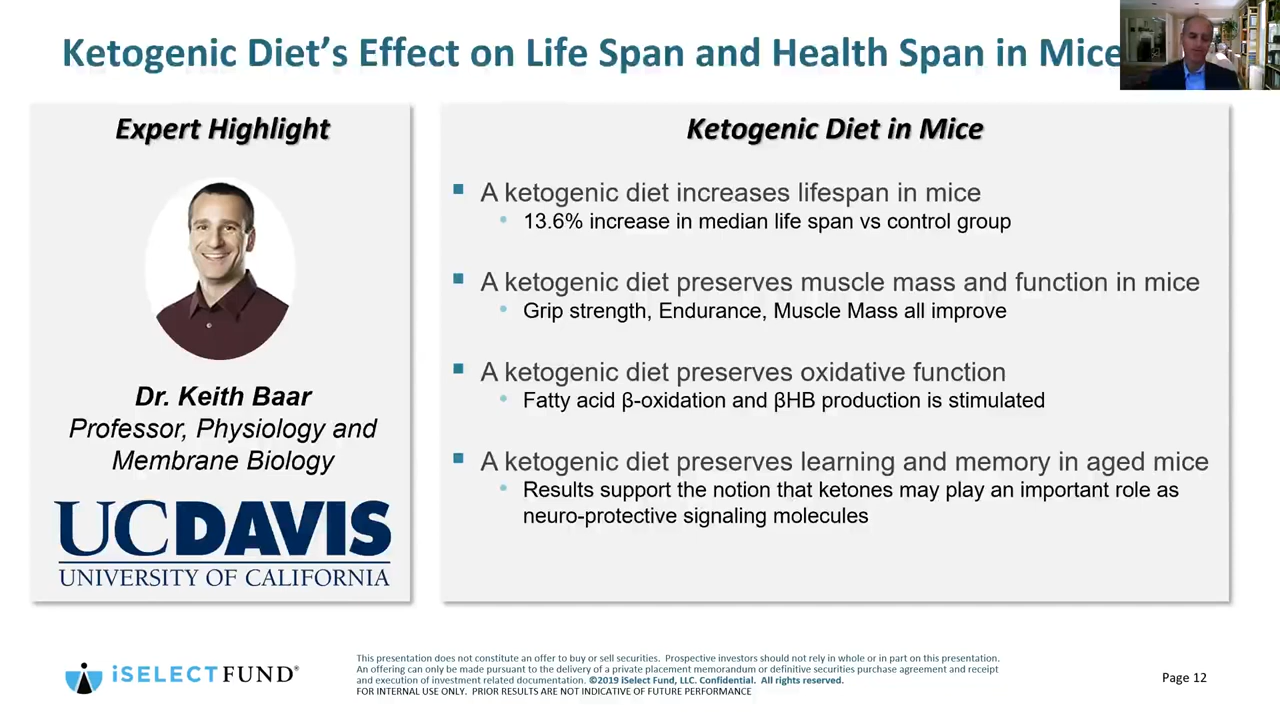 Ketogenic Diet's Effect on Life Span and Health Span in Mice
Expert Highlight
Dr. Keith Baar
Professor, Physiology and
Membrane Biology
UCDAVIS
UNIVERSITY OF CALIFORNIA
Ketogenic Diet in Mice
▪ A ketogenic diet increases lifespan in mice
• 13.6% increase in median life span vs control group
▪ A ketogenic diet preserves muscle mass and function in mice
• Grip strength, Endurance, Muscle Mass all improve
▪ A ketogenic diet preserves oxidative function
• Fatty acid β-oxidation and βHB production is stimulated
▪ A ketogenic diet preserves learning and memory in aged mice
• Results support the notion that ketones may play an important role as
neuro-protective signaling molecules
iSELECTFUND®
This presentation does not constitute an offer to buy or sell securities. Prospective investors should not rely in whole or in part on this presentation.
An offering can only be made pursuant to the delivery of a private placement memorandum or definitive securities purchase agreement and receipt
and execution of investment related documentation. ©2019 iSelect Fund, LLC. Confidential. All rights reserved.
FOR INTERNAL USE ONLY. PRIOR RESULTS ARE NOT INDICATIVE OF FUTURE PERFORMANCE
Page 12